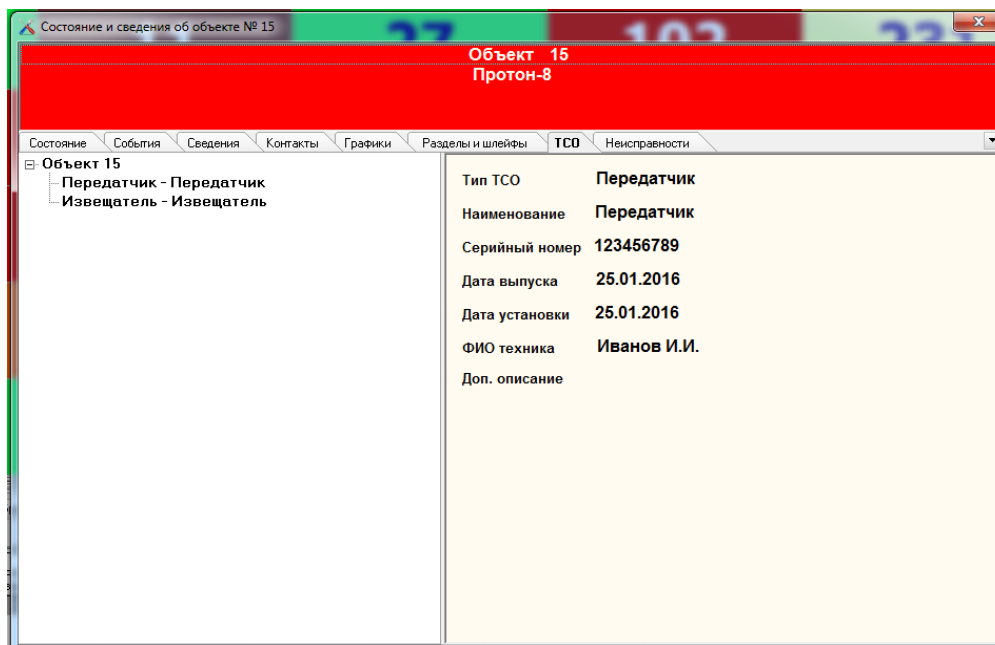 Состояние и сведения об объекте № 15
Объект 15
Протон-8
Состояние События Сведения Контакты Графики Разделы и шлейфы ТСО Неисправности
Объект 15
Передатчик - Передатчик
Извещатель - Извещатель
Тип ТСО Передатчик
Наименование Передатчик
Серийный номер 123456789
Дата выпуска 25.01.2016
Дата установки 25.01.2016
ФИО техника Иванов И.И.
Доп. описание